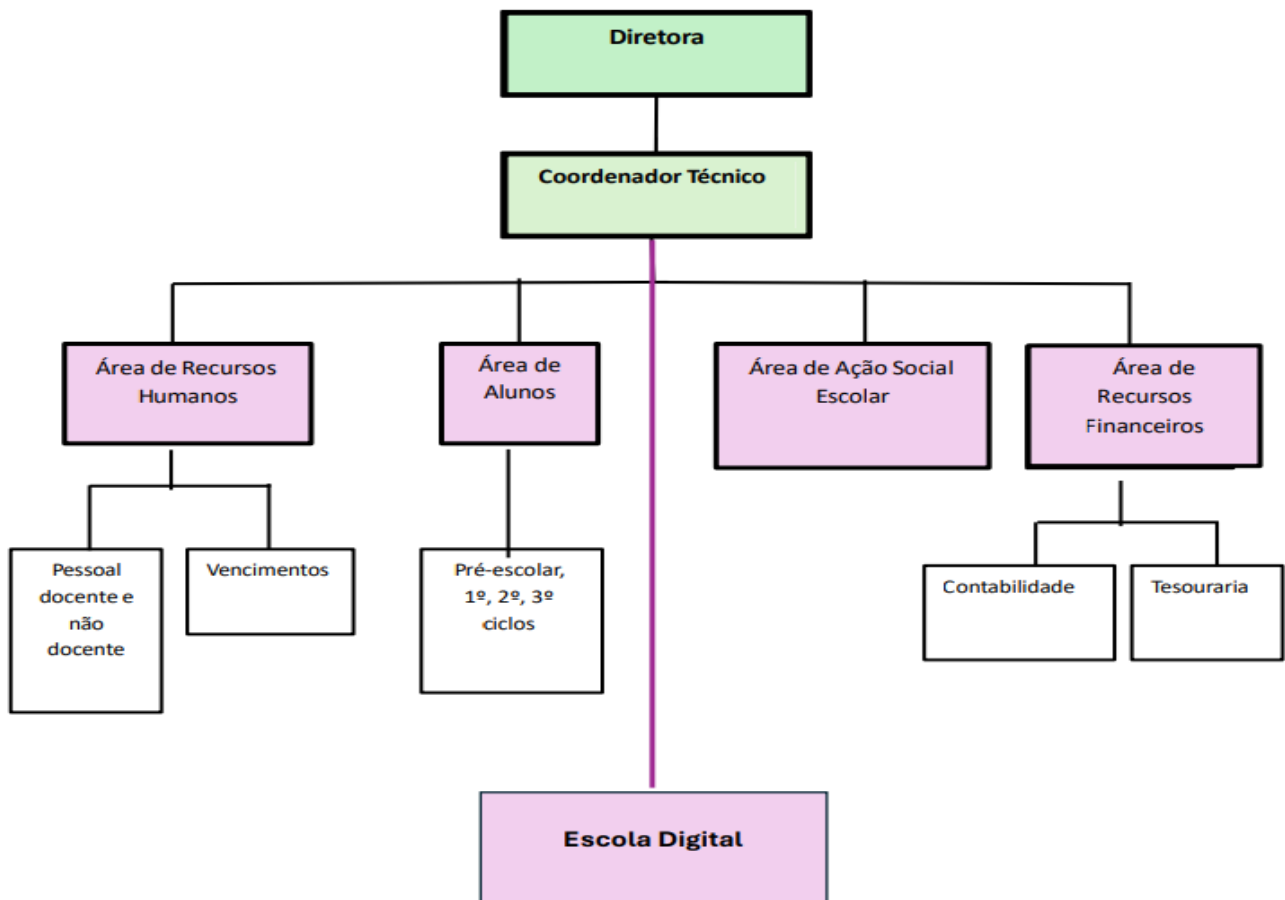 Diretora
Coordenador Técnico
Área de Recursos
Humanos
Área de
Alunos
Área de Ação Social
Escolar
Área de
Recursos
Financeiros
Pessoal
docente e
não
docente
Vencimentos
Pré-escolar,
1º, 2º, 3º
ciclos
Contabilidade
Tesouraria
Escola Digital